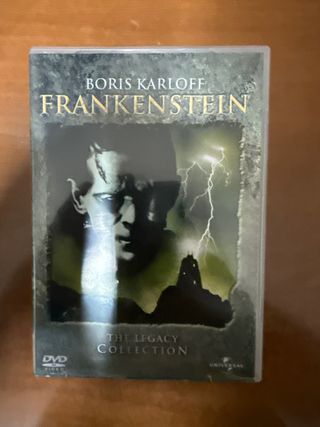 BORIS KARLOFF
FRANKENSTEIN
THE LEGACY
COLLECTION
DVD
VIDEO
UNIVERSAL